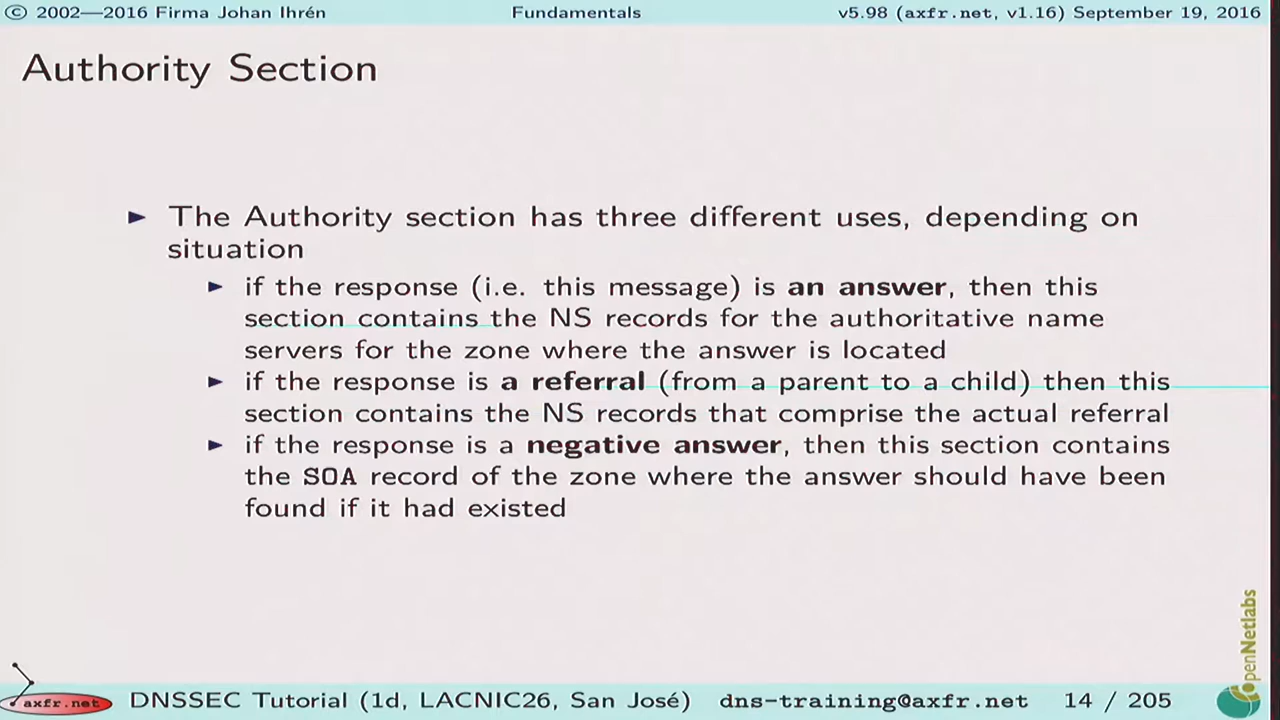 © 2002—2016 Firma Johan Ihrén Fundamentals v5.98 (axfr.net, v1.16) September 19, 2016
Authority Section
► The Authority section has three different uses, depending on
situation
► if the response (i.e. this message) is an answer, then this
section contains the NS records for the authoritative name
servers for the zone where the answer is located
► if the response is a referral (from a parent to a child) then this
section contains the NS records that comprise the actual referral
► if the response is a negative answer, then this section contains
the SOA record of the zone where the answer should have been
found if it had existed
openNetlabs
axfr.net DNSSEC Tutorial (1d, LACNIC26, San José) dns-training@axfr.net 14 / 205